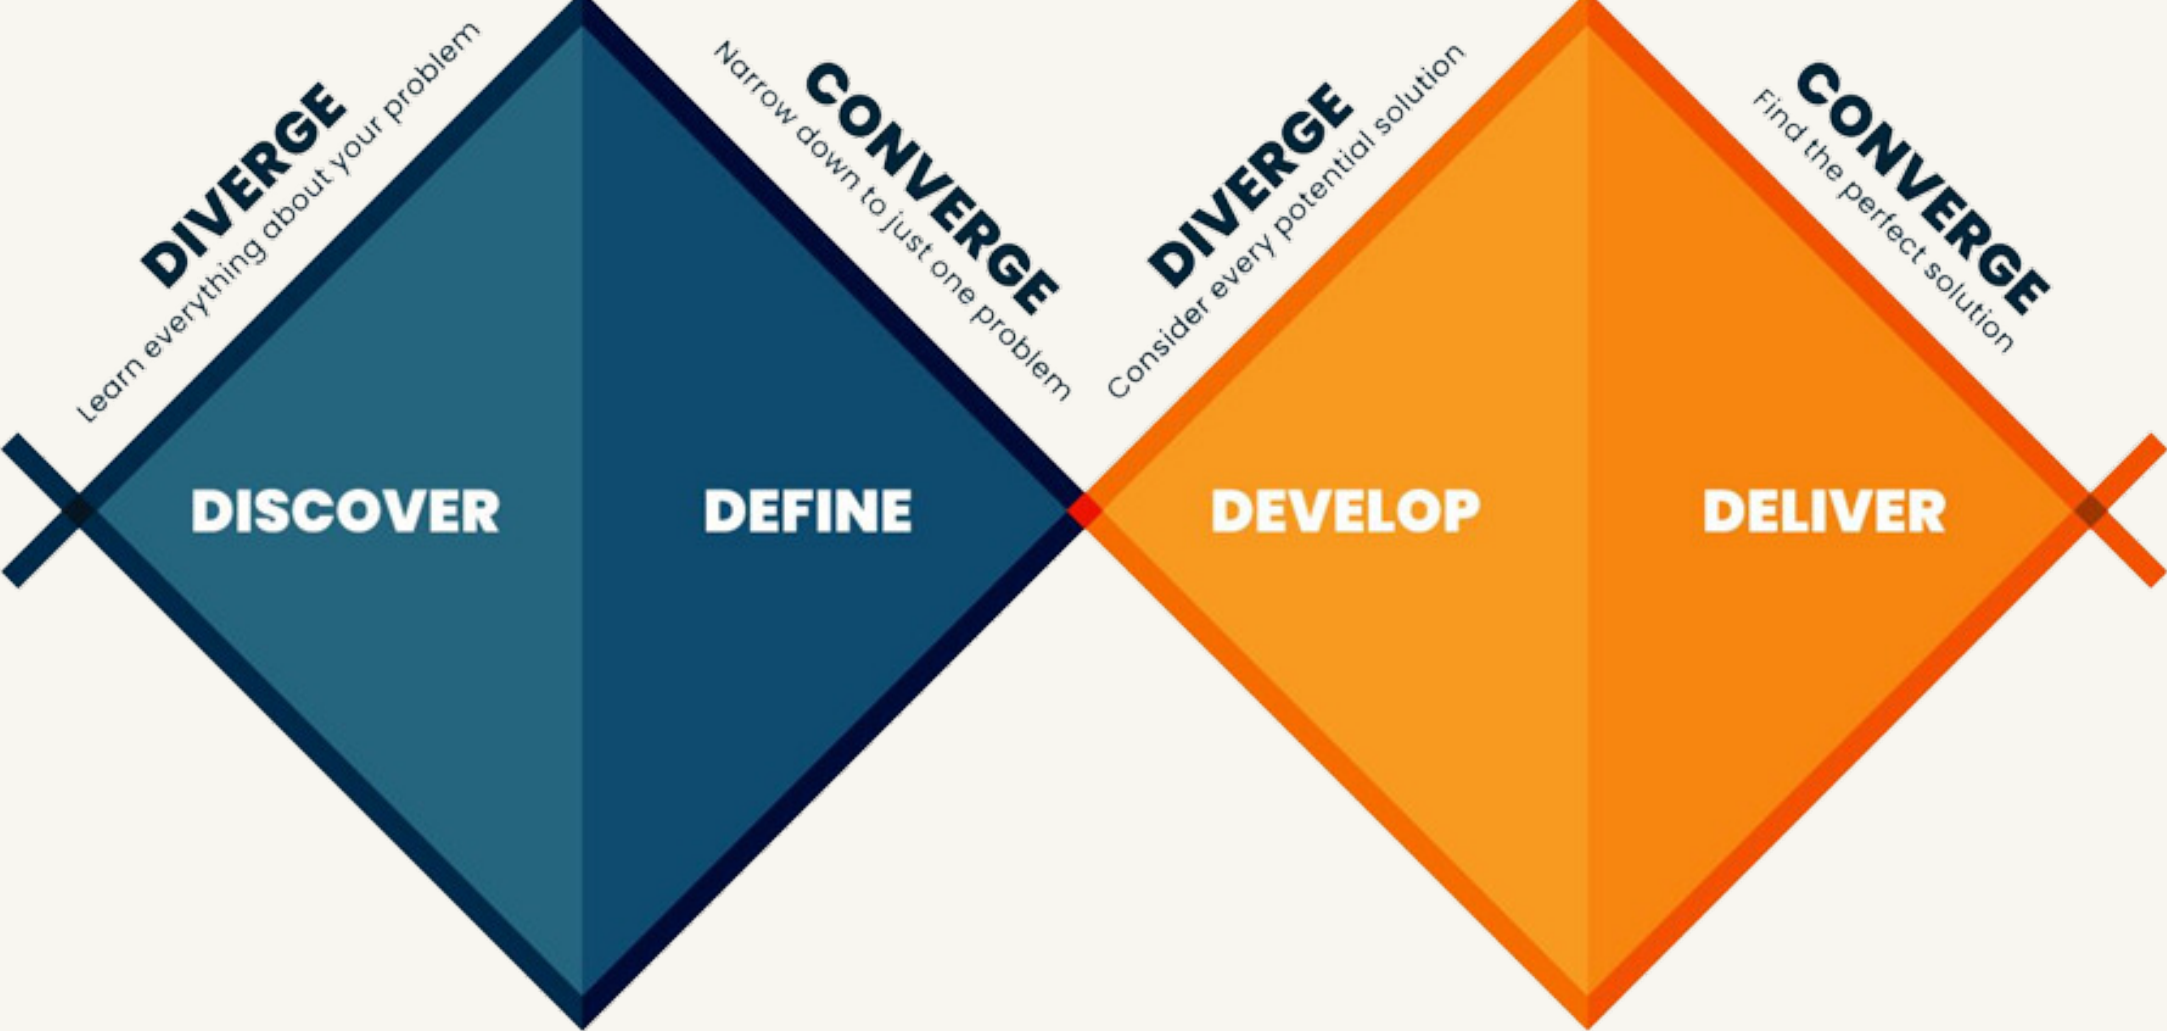 DIVERGE
Learn everything about your problem
CONVERGE
Narrow down to just one problem
DIVERGE
Consider every potential solution
CONVERGE
Find the perfect solution
DISCOVER
DEFINE
DEVELOP
DELIVER